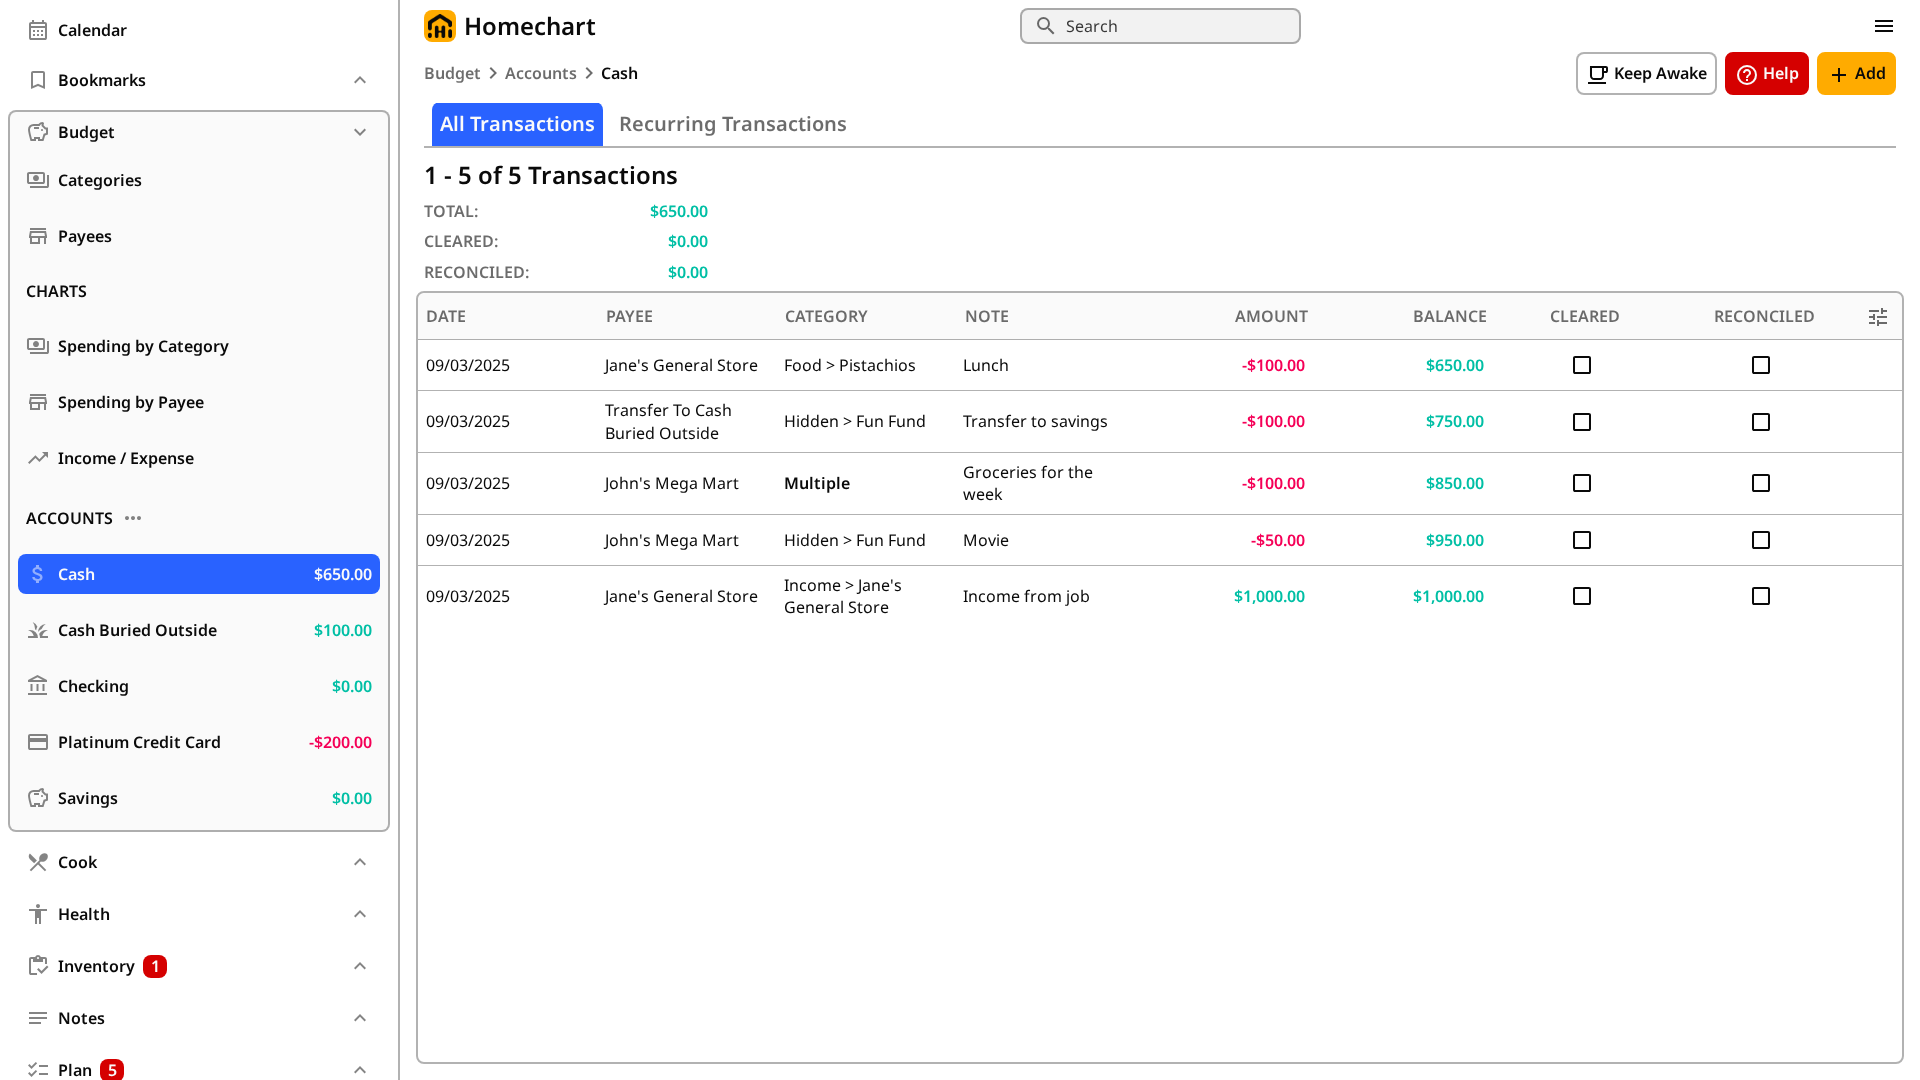 Calendar
Bookmarks
Budget
Categories
Payees
CHARTS
Spending by Category
Spending by Payee
Income / Expense
ACCOUNTS
Cash $650.00
Cash Buried Outside $100.00
Checking $0.00
Platinum Credit Card -$200.00
Savings $0.00
Cook
Health
Inventory 1
Notes
Plan 5
Homechart
Search
Budget > Accounts > Cash
Keep Awake Help Add
All Transactions Recurring Transactions
1 - 5 of 5 Transactions
TOTAL: $650.00
CLEARED: $0.00
RECONCILED: $0.00
DATE PAYEE CATEGORY NOTE AMOUNT BALANCE CLEARED RECONCILED
09/03/2025 Jane's General Store Food > Pistachios Lunch -$100.00 $650.00
09/03/2025 Transfer To Cash
Buried Outside Hidden > Fun Fund Transfer to savings -$100.00 $750.00
09/03/2025 John's Mega Mart Multiple Groceries for the
week -$100.00 $850.00
09/03/2025 John's Mega Mart Hidden > Fun Fund Movie -$50.00 $950.00
09/03/2025 Jane's General Store Income > Jane's
General Store Income from job $1,000.00 $1,000.00